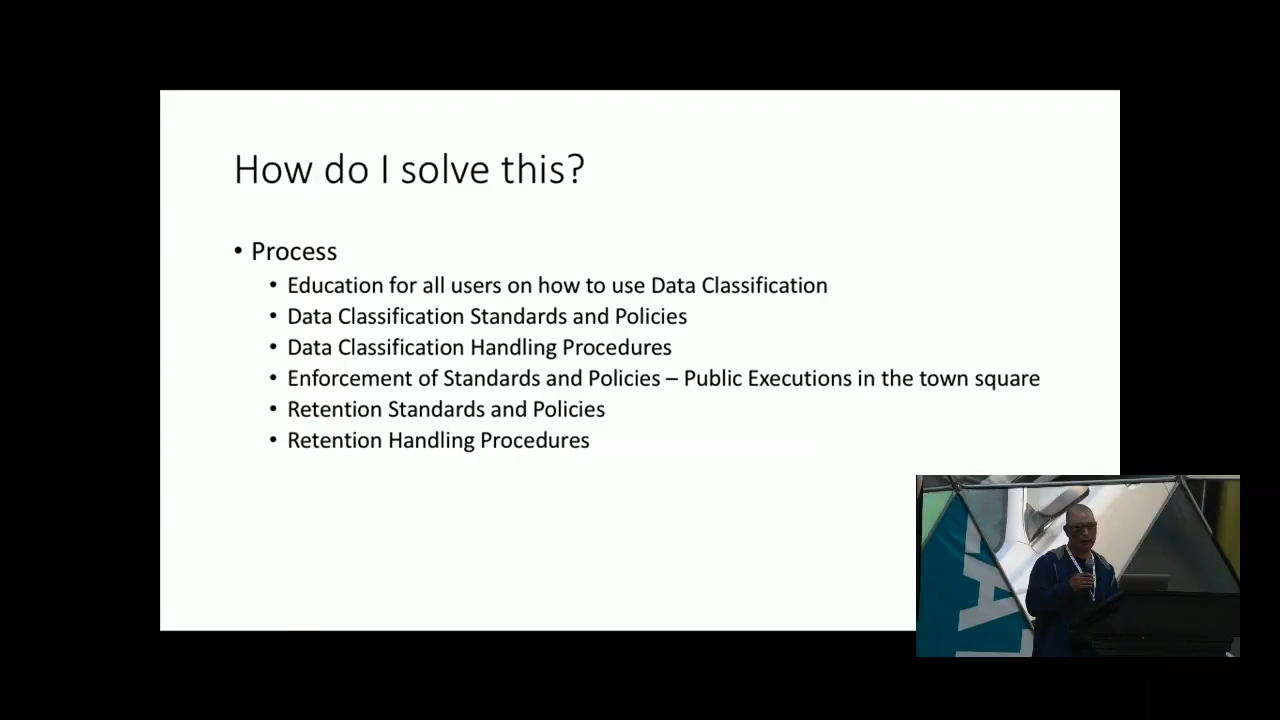 How do I solve this?
• Process
• Education for all users on how to use Data Classification
• Data Classification Standards and Policies
• Data Classification Handling Procedures
• Enforcement of Standards and Policies – Public Executions in the town square
• Retention Standards and Policies
• Retention Handling Procedures